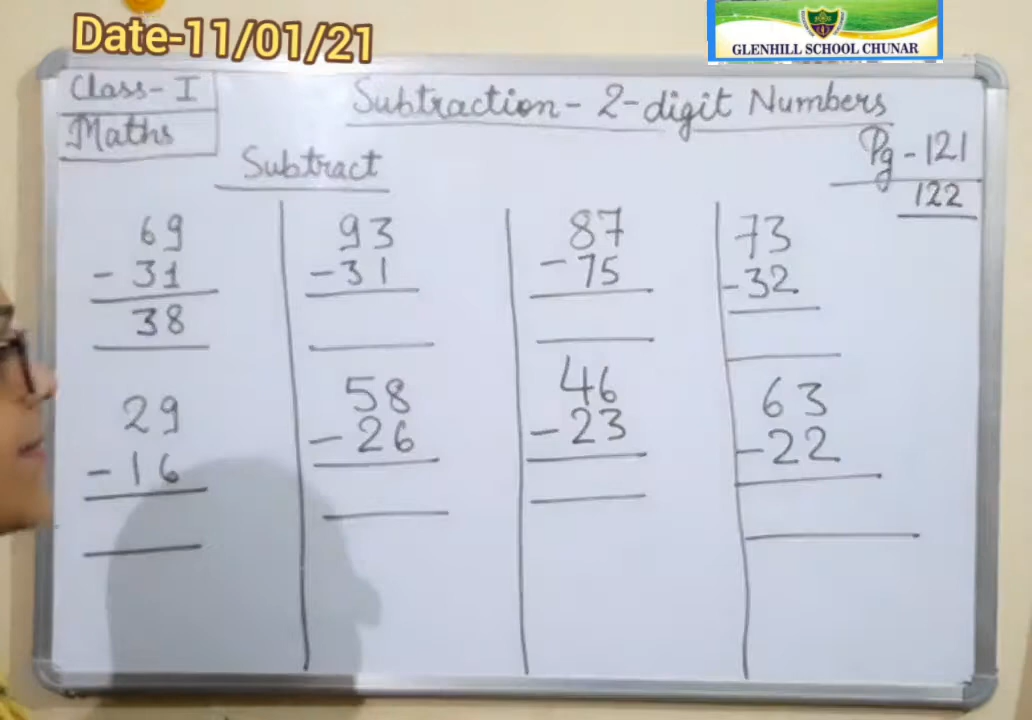 Date-11/01/21
GLENHILL SCHOOL CHUNAR
Class- I
Maths
Subtraction - 2-digit Numbers
Pg - 121
122
Subtract
69
- 31
38
93
- 31
87
- 75
73
- 32
29
- 16
58
- 26
46
- 23
63
- 22